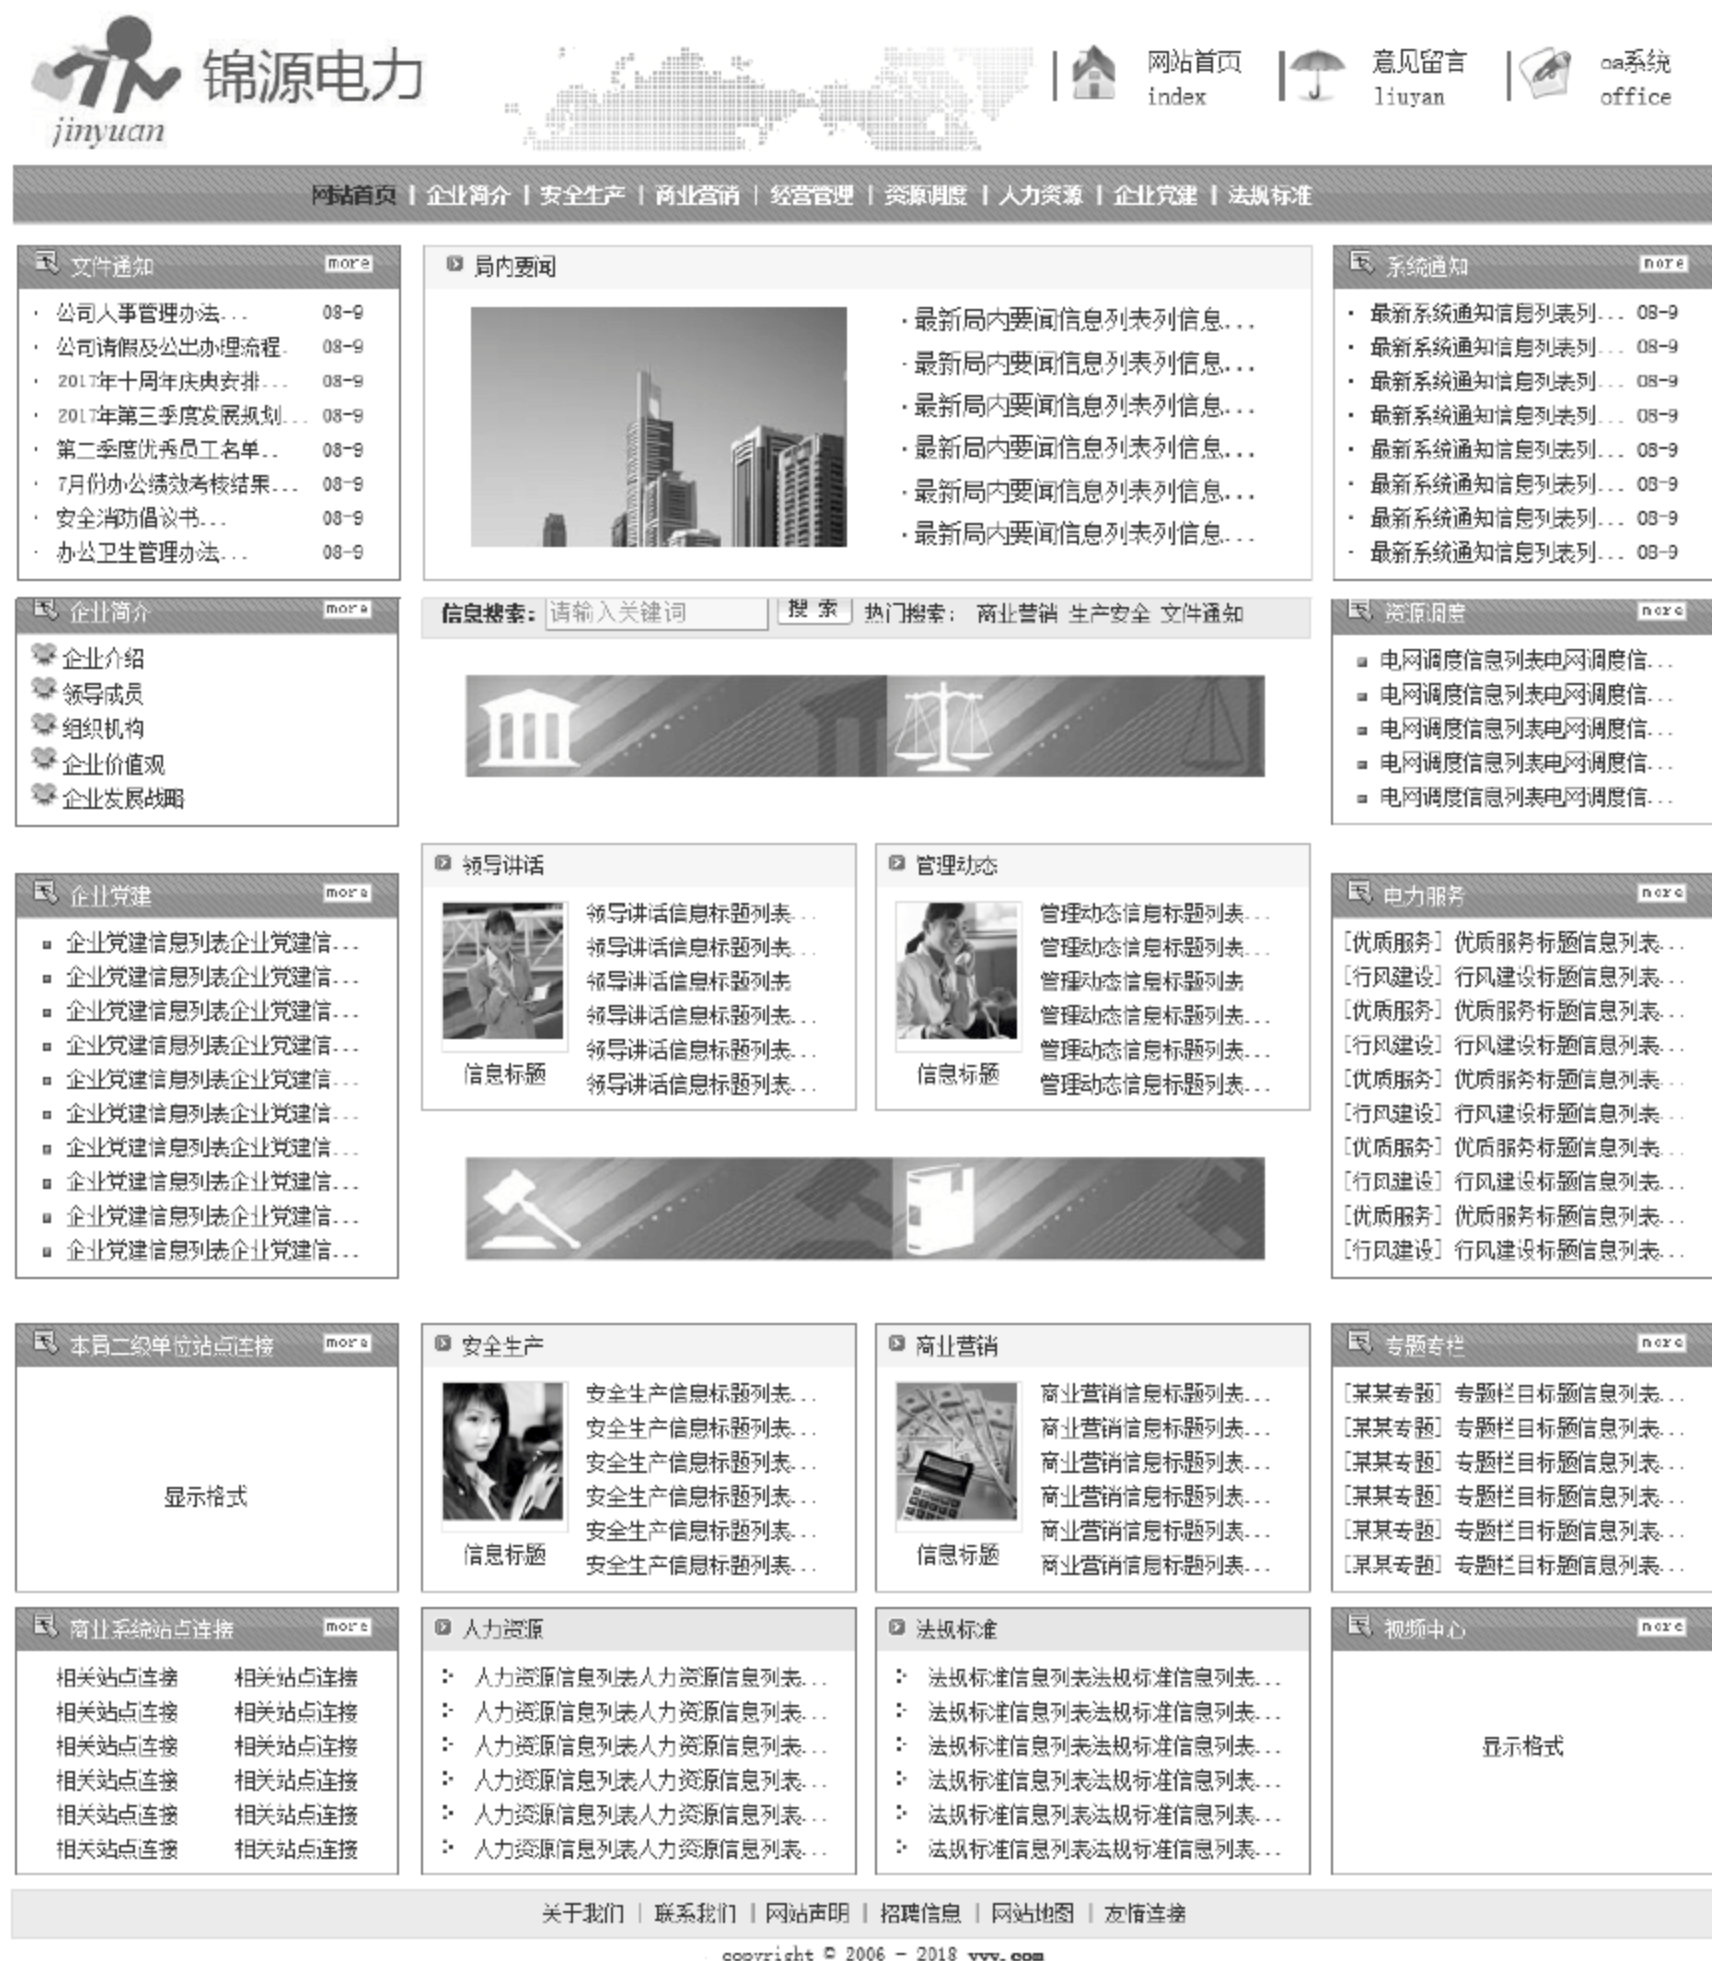 锦源电力
jinyuan
网站首页
index
意见留言
liuyan
oa系统
office
网站首页 | 企业简介 | 安全生产 | 商业营销 | 经营管理 | 资源调度 | 人力资源 | 企业党建 | 法规标准
文件通知 more
· 公司人事管理办法... 08-9
· 公司请假及公出办理流程. 08-9
· 2017年十周年庆典安排... 08-9
· 2017年第三季度发展规划... 08-9
· 第二季度优秀员工名单.. 08-9
· 7月份办公绩效考核结果... 08-9
· 安全消防倡议书... 08-9
· 办公卫生管理办法... 08-9
局内要闻
·最新局内要闻信息列表列信息...
·最新局内要闻信息列表列信息...
·最新局内要闻信息列表列信息...
·最新局内要闻信息列表列信息...
·最新局内要闻信息列表列信息...
·最新局内要闻信息列表列信息...
系统通知 more
· 最新系统通知信息列表列... 08-9
· 最新系统通知信息列表列... 08-9
· 最新系统通知信息列表列... 08-9
· 最新系统通知信息列表列... 08-9
· 最新系统通知信息列表列... 08-9
· 最新系统通知信息列表列... 08-9
· 最新系统通知信息列表列... 08-9
· 最新系统通知信息列表列... 08-9
企业简介 more
企业介绍
领导成员
组织机构
企业价值观
企业发展战略
信息搜索: 请输入关键词 搜 索 热门搜索: 商业营销 生产安全 文件通知
资源调度 more
电网调度信息列表电网调度信...
电网调度信息列表电网调度信...
电网调度信息列表电网调度信...
电网调度信息列表电网调度信...
电网调度信息列表电网调度信...
企业党建 more
企业党建信息列表企业党建信...
企业党建信息列表企业党建信...
企业党建信息列表企业党建信...
企业党建信息列表企业党建信...
企业党建信息列表企业党建信...
企业党建信息列表企业党建信...
企业党建信息列表企业党建信...
企业党建信息列表企业党建信...
企业党建信息列表企业党建信...
企业党建信息列表企业党建信...
领导讲话
领导讲话信息标题列表...
领导讲话信息标题列表...
领导讲话信息标题列表
领导讲话信息标题列表...
领导讲话信息标题列表...
领导讲话信息标题列表...
信息标题
管理动态
管理动态信息标题列表...
管理动态信息标题列表...
管理动态信息标题列表
管理动态信息标题列表...
管理动态信息标题列表...
管理动态信息标题列表...
信息标题
电力服务 more
[优质服务] 优质服务标题信息列表...
[行风建设] 行风建设标题信息列表...
[优质服务] 优质服务标题信息列表...
[行风建设] 行风建设标题信息列表...
[优质服务] 优质服务标题信息列表...
[行风建设] 行风建设标题信息列表...
[优质服务] 优质服务标题信息列表...
[行风建设] 行风建设标题信息列表...
[优质服务] 优质服务标题信息列表...
[行风建设] 行风建设标题信息列表...
本局二级单位站点连接 more
显示格式
安全生产
安全生产信息标题列表...
安全生产信息标题列表...
安全生产信息标题列表...
安全生产信息标题列表...
安全生产信息标题列表...
安全生产信息标题列表...
信息标题
商业营销
商业营销信息标题列表...
商业营销信息标题列表...
商业营销信息标题列表...
商业营销信息标题列表...
商业营销信息标题列表...
商业营销信息标题列表...
信息标题
专题专栏 more
[某某专题] 专题栏目标题信息列表...
[某某专题] 专题栏目标题信息列表...
[某某专题] 专题栏目标题信息列表...
[某某专题] 专题栏目标题信息列表...
[某某专题] 专题栏目标题信息列表...
[某某专题] 专题栏目标题信息列表...
商业系统站点连接 more
相关站点连接 相关站点连接
相关站点连接 相关站点连接
相关站点连接 相关站点连接
相关站点连接 相关站点连接
相关站点连接 相关站点连接
相关站点连接 相关站点连接
人力资源
人力资源信息列表人力资源信息列表...
人力资源信息列表人力资源信息列表...
人力资源信息列表人力资源信息列表...
人力资源信息列表人力资源信息列表...
人力资源信息列表人力资源信息列表...
人力资源信息列表人力资源信息列表...
法规标准
法规标准信息列表法规标准信息列表...
法规标准信息列表法规标准信息列表...
法规标准信息列表法规标准信息列表...
法规标准信息列表法规标准信息列表...
法规标准信息列表法规标准信息列表...
法规标准信息列表法规标准信息列表...
视频中心 more
显示格式
关于我们 | 联系我们 | 网站声明 | 招聘信息 | 网站地图 | 友情连接
copyright © 2006 - 2018